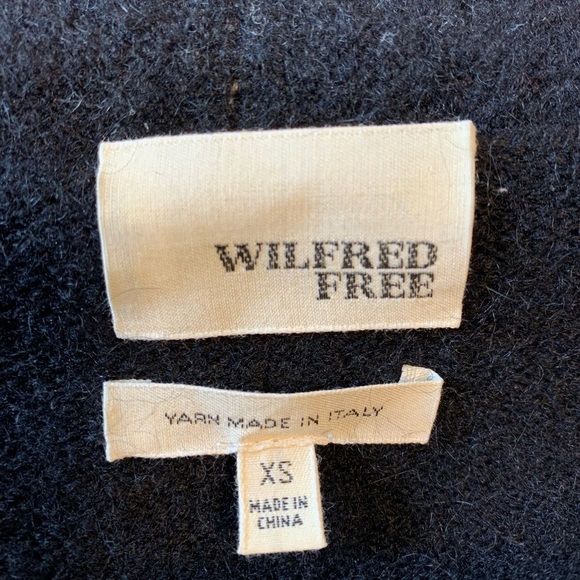 WILFRED
FREE
YARN MADE IN ITALY
XS
MADE IN
CHINA